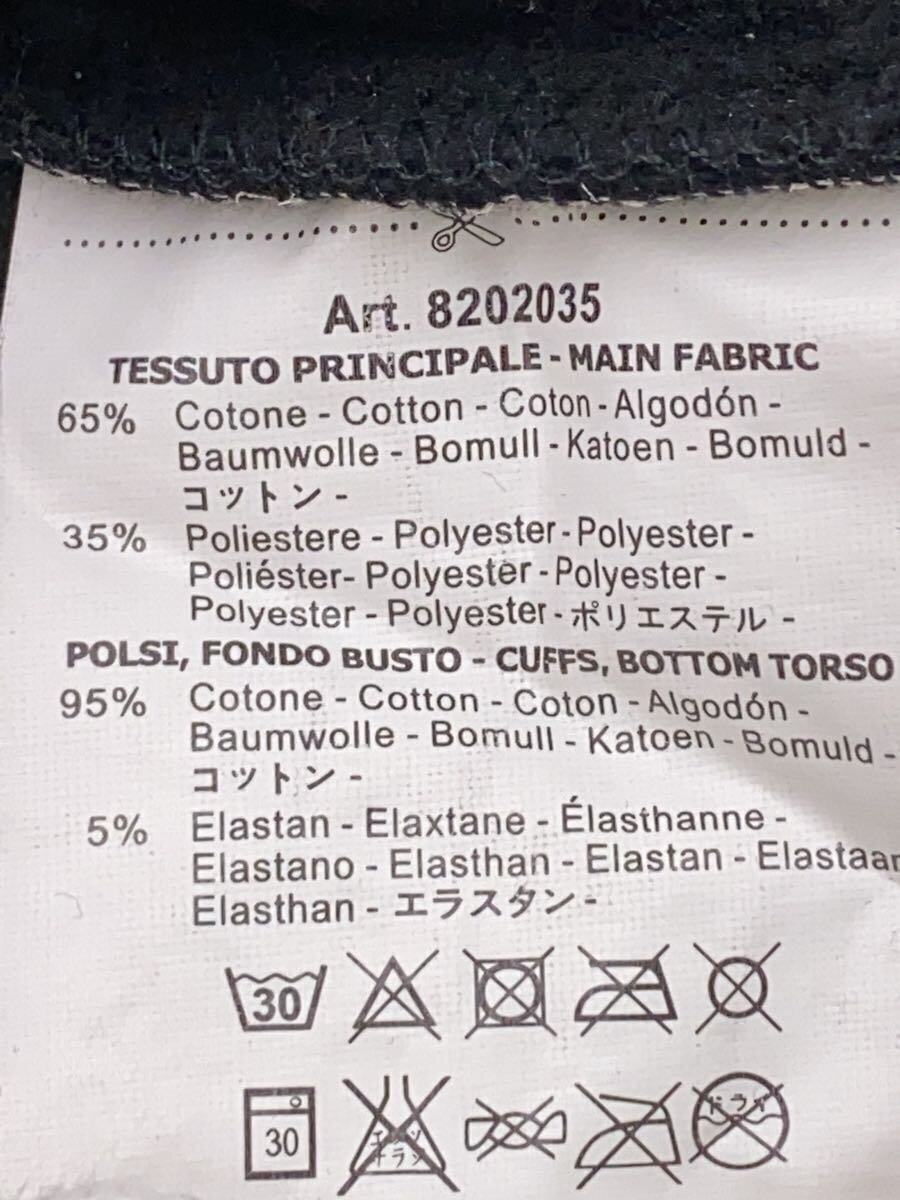 Art. 8202035
TESSUTO PRINCIPALE - MAIN FABRIC
65% Cotone - Cotton - Coton - Algodón -
Baumwolle - Bomull - Katoen - Bomuld -
コットン -
35% Poliestere - Polyester - Polyester -
Poliéster- Polyester - Polyester -
Polyester - Polyester - ポリエステル -
POLSI, FONDO BUSTO - CUFFS, BOTTOM TORSO
95% Cotone - Cotton - Coton - Algodón -
Baumwolle - Bomull - Katoen - Bomuld -
コットン -
5% Elastan - Elaxtane - Élasthanne -
Elastano - Elasthan - Elastan - Elastaan
Elasthan - エラスタン -
30
30 ドライ